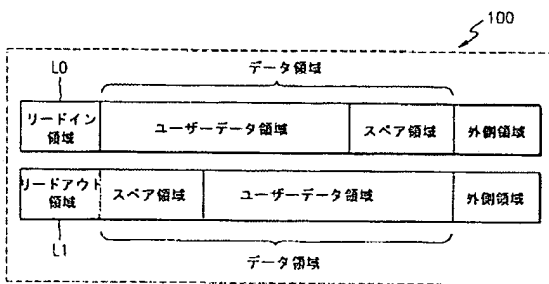 100
L0
データ領域
リードイン
領域
ユーザーデータ領域
スペア領域
外側領域
リードアウト
領域
スペア領域
ユーザーデータ領域
外側領域
L1
データ領域